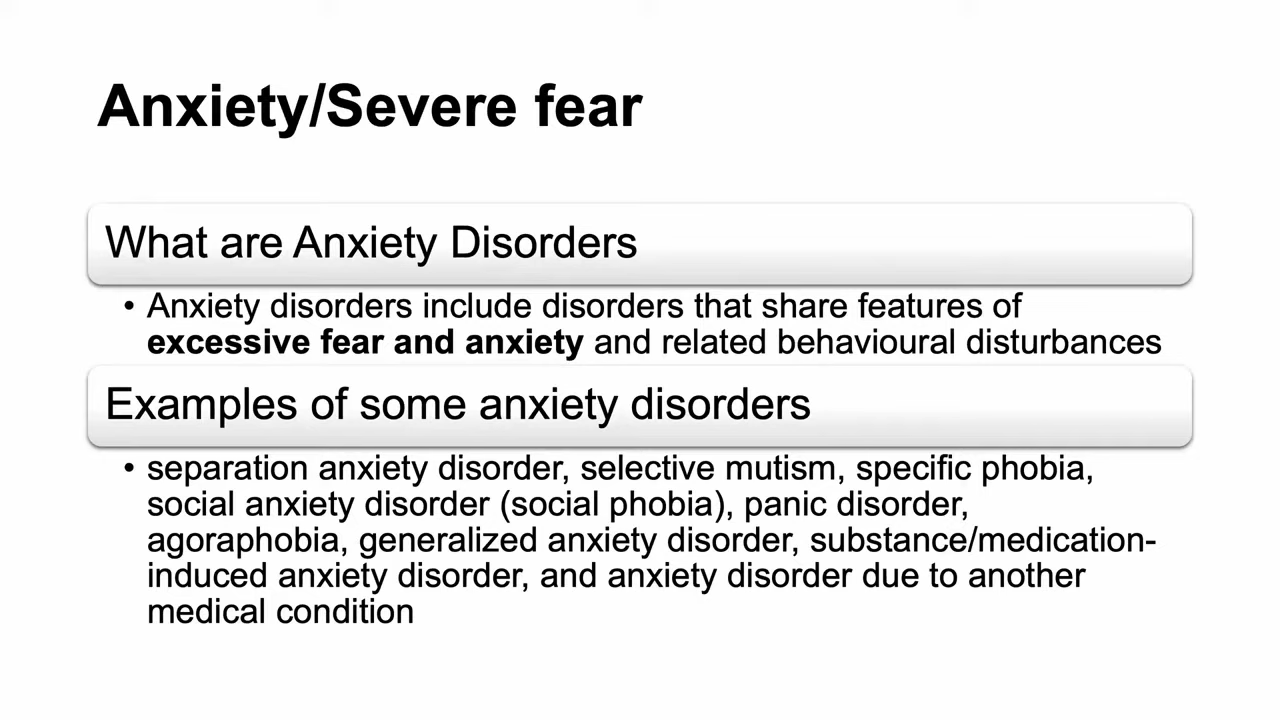 Anxiety/Severe fear
What are Anxiety Disorders
• Anxiety disorders include disorders that share features of
excessive fear and anxiety and related behavioural disturbances
Examples of some anxiety disorders
• separation anxiety disorder, selective mutism, specific phobia,
social anxiety disorder (social phobia), panic disorder,
agoraphobia, generalized anxiety disorder, substance/medication-
induced anxiety disorder, and anxiety disorder due to another
medical condition